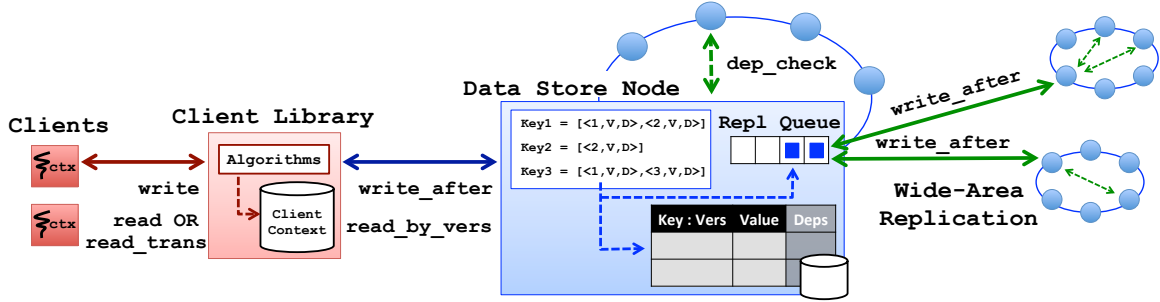 dep_check
Data Store Node
write_after
Client Library
Clients
Key1 = [<1,V,D>,<2,V,D>]
Key2 = [<2,V,D>]
Key3 = [<1,V,D>,<3,V,D>]
Repl Queue
write_after
ctx
Algorithms
write
write_after
Wide-Area
Replication
ctx
read OR
read_trans
Client
Context
read_by_vers
Key : Vers Value Deps